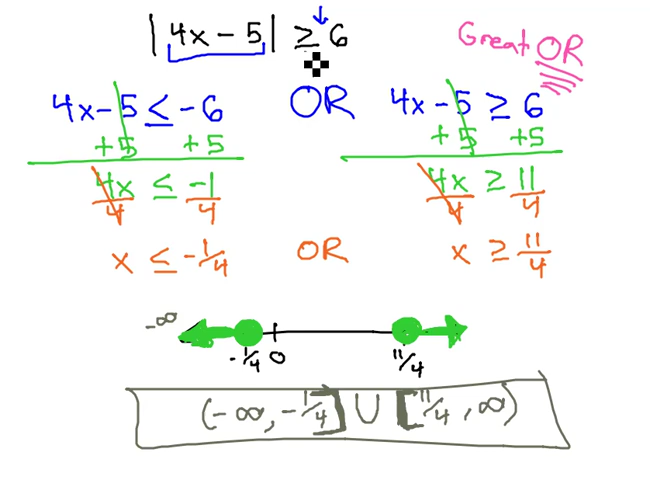 |4x - 5| ≥ 6
Great OR
4x - 5 ≤ -6 OR 4x - 5 ≥ 6
+5 +5 +5 +5
4x ≤ -1 4x ≥ 11
4 4 4 4
x ≤ -1/4 OR x ≥ 11/4
-∞
-1/4 0 11/4
(-∞, -1/4] ∪ [11/4, ∞)